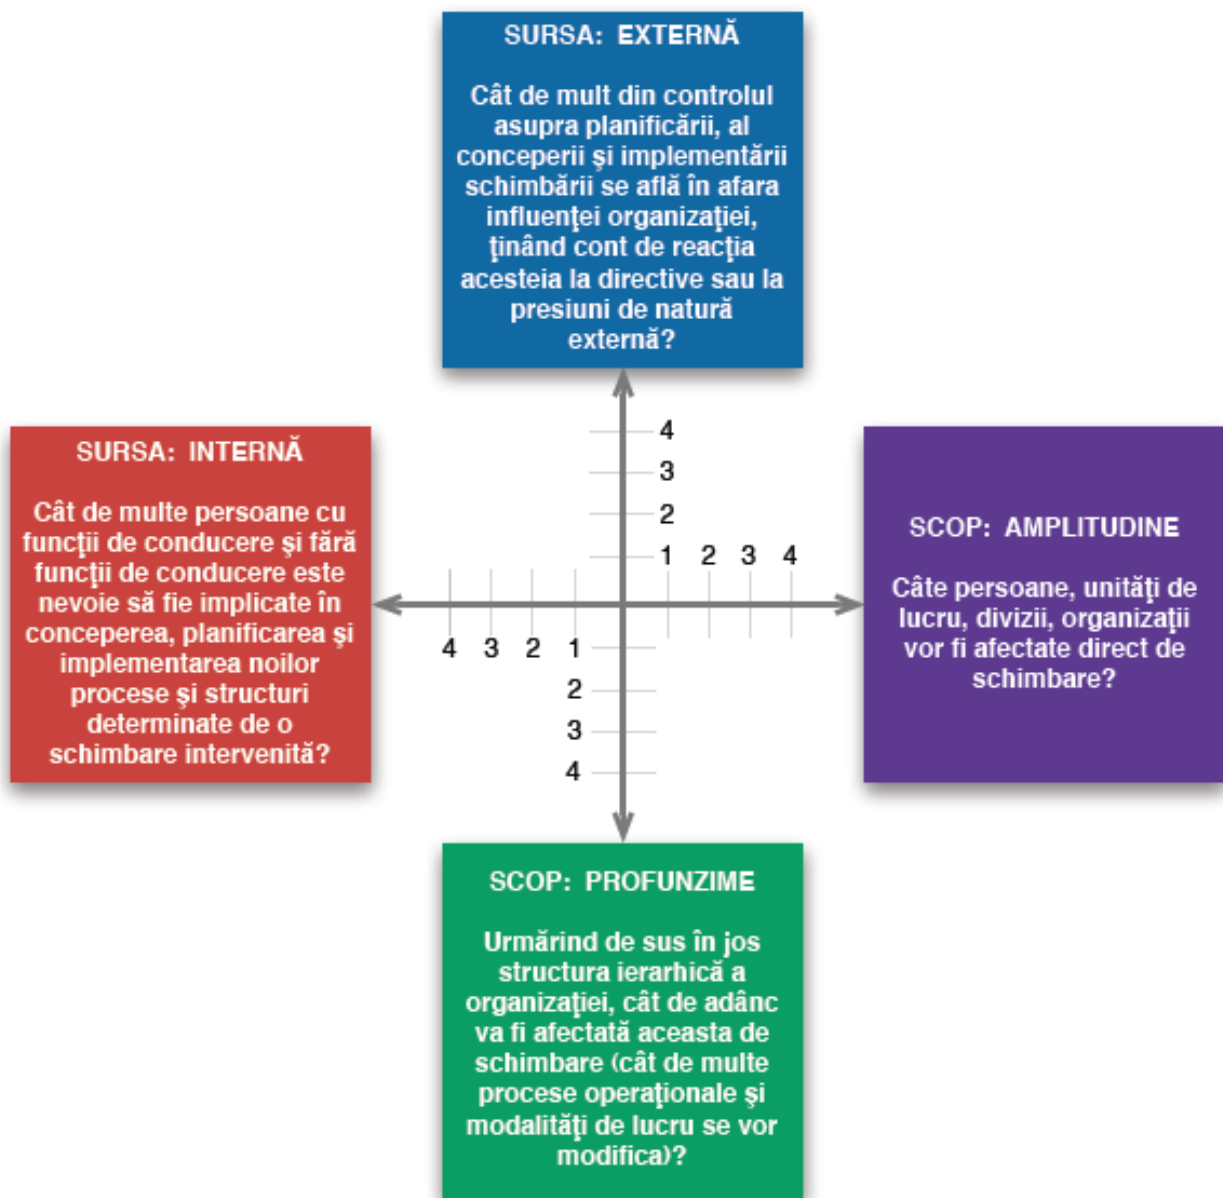 SURSA: EXTERNĂ
Cât de mult din controlul
asupra planificării, al
conceperii şi implementării
schimbării se află în afara
influenţei organizaţiei,
ţinând cont de reacţia
acesteia la directive sau la
presiuni de natură
externă?
SURSA: INTERNĂ
Cât de multe persoane cu
funcţii de conducere şi fără
funcţii de conducere este
nevoie să fie implicate în
conceperea, planificarea şi
implementarea noilor
procese şi structuri
determinate de o
schimbare intervenită?
4
3
2
1 2 3 4
4 3 2 1
2
3
4
SCOP: AMPLITUDINE
Câte persoane, unităţi de
lucru, divizii, organizaţii
vor fi afectate direct de
schimbare?
SCOP: PROFUNZIME
Urmărind de sus în jos
structura ierarhică a
organizaţiei, cât de adânc
va fi afectată aceasta de
schimbare (cât de multe
procese operaţionale şi
modalităţi de lucru se vor
modifica)?